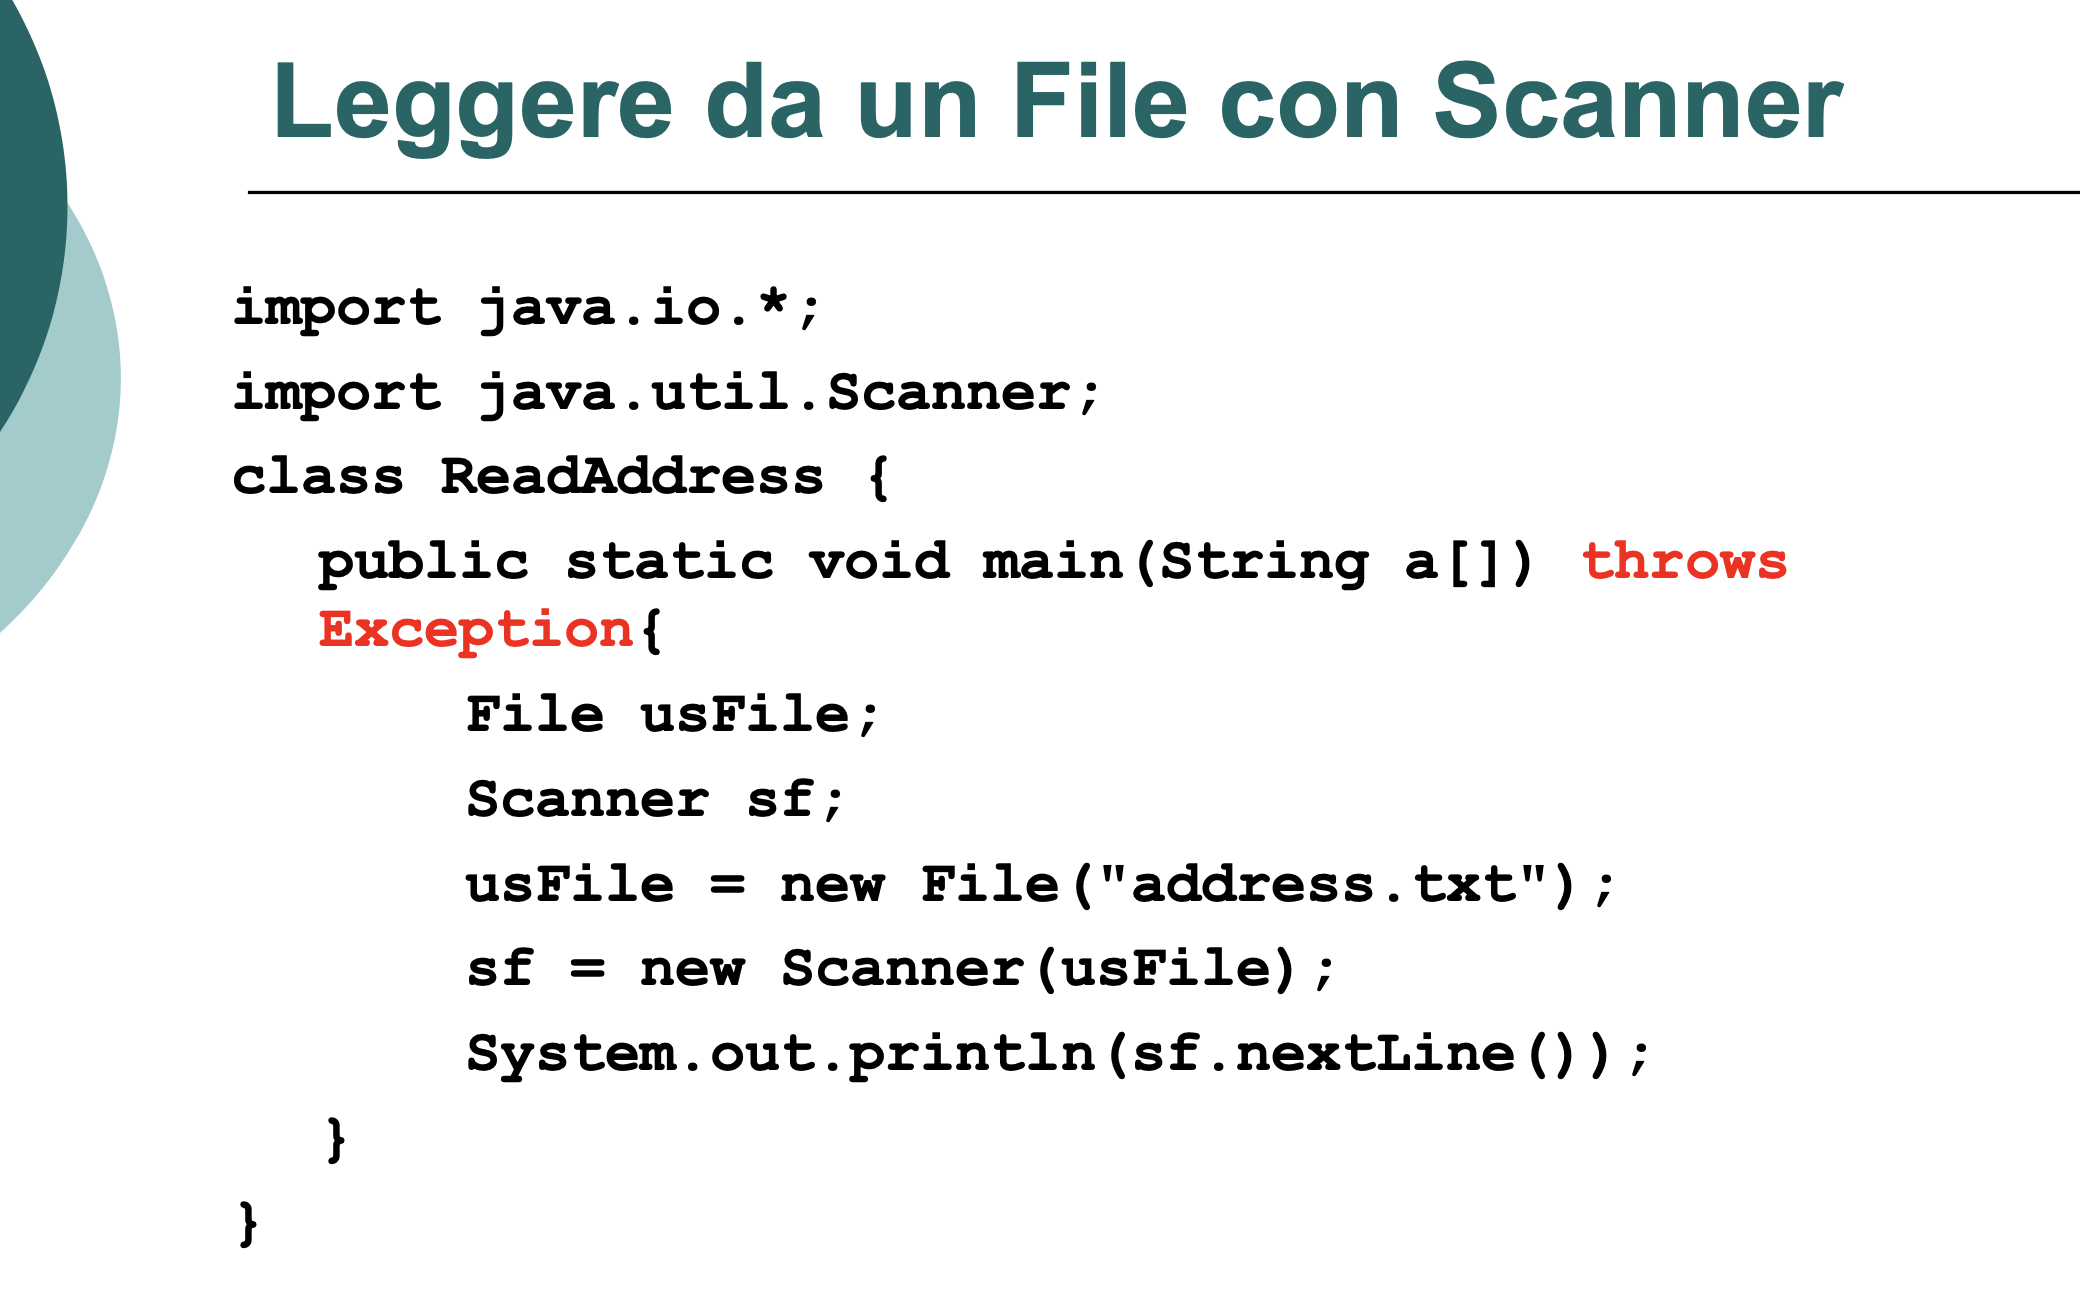 Leggere da un File con Scanner
import java.io.*;
import java.util.Scanner;
class ReadAddress {
public static void main(String a[]) throws
Exception{
File usFile;
Scanner sf;
usFile = new File("address.txt");
sf = new Scanner(usFile);
System.out.println(sf.nextLine());
}
}